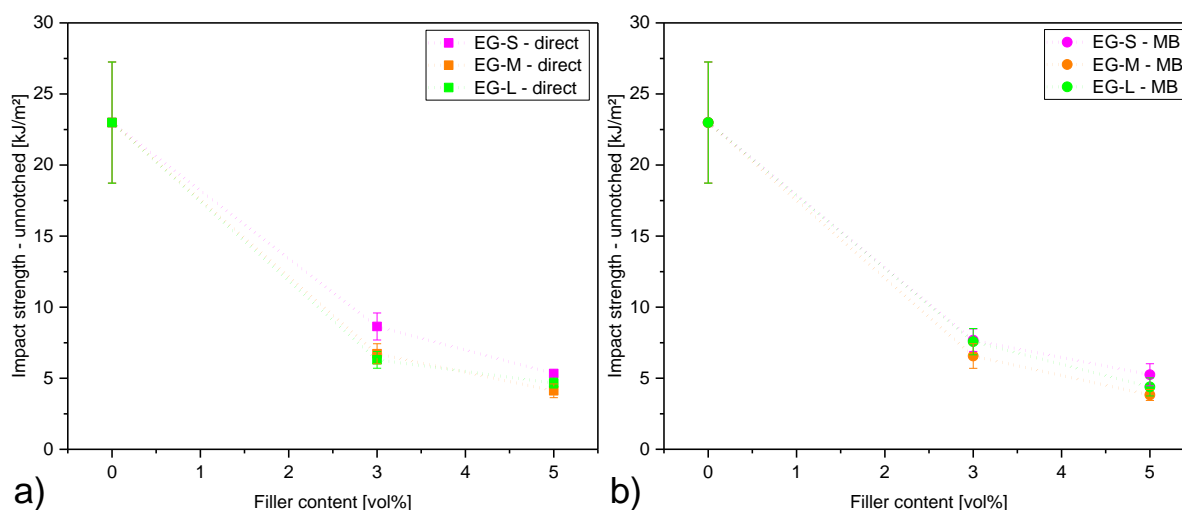 30
25
20
15
10
5
0
Impact strength - unnotched [kJ/m²]
EG-S - direct
EG-M - direct
EG-L - direct
0
1
2
3
4
5
Filler content [vol%]
a)
30
25
20
15
10
5
0
Impact strength - unnotched [kJ/m²]
EG-S - MB
EG-M - MB
EG-L - MB
0
1
2
3
4
5
Filler content [vol%]
b)